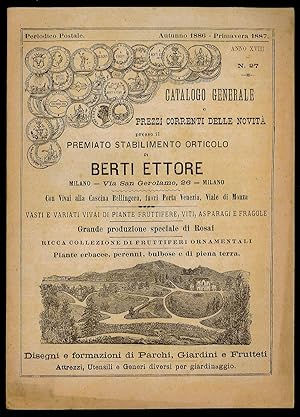 Periodico Postale.
Autunno 1886 - Primavera 1887.
ANNO XVIII
N. 27
CATALOGO GENERALE
e
PREZZI CORRENTI DELLE NOVITÀ
presso il
PREMIATO STABILIMENTO ORTICOLO
DI
BERTI ETTORE
MILANO — Via San Gerolamo, 26 — MILANO
Con Vivai alla Cascina Bellingera, fuori Porta Venezia, Viale di Monza
VASTI E VARIATI VIVAI DI PIANTE FRUTTIFERE, VITI, ASPARAGI E FRAGOLE
Grande produzione speciale di Rosai
RICCA COLLEZIONE DI FRUTTIFERI ORNAMENTALI
Piante erbacee, perenni, bulbose e di piena terra.
Disegni e formazioni di Parchi, Giardini e Frutteti
Attrezzi, Utensili e Generi diversi per giardinaggio.